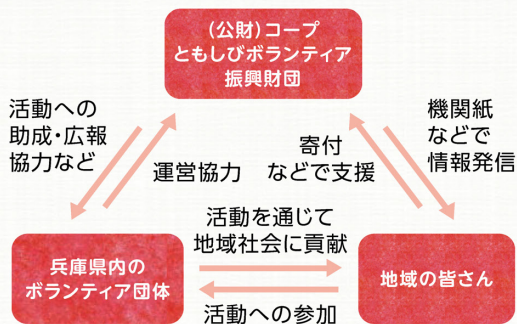 (公財)コープ
ともしびボランティア
振興財団
活動への
助成・広報
協力など
機関紙
などで
情報発信
運営協力
寄付
などで支援
活動を通じて
地域社会に貢献
兵庫県内の
ボランティア団体
地域の皆さん
活動への参加